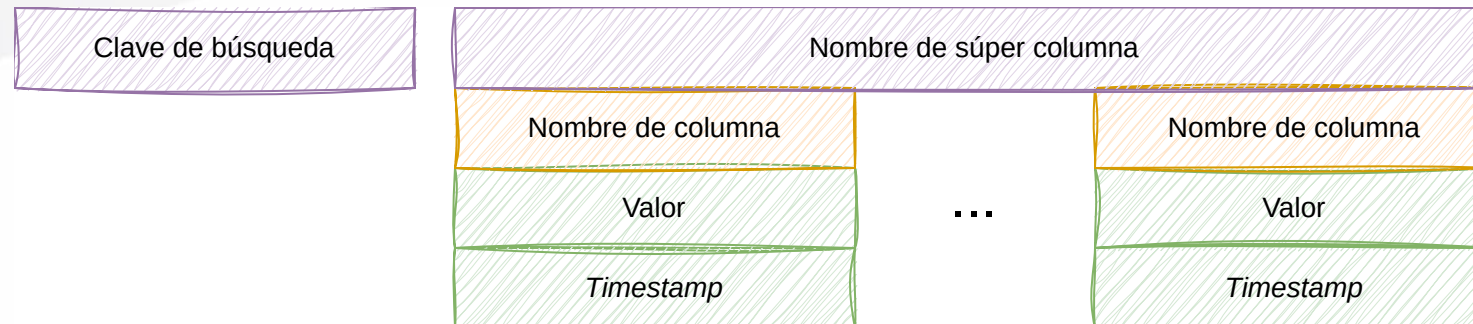 Clave de búsqueda
Nombre de súper columna
Nombre de columna
Nombre de columna
Valor
...
Valor
Timestamp
Timestamp